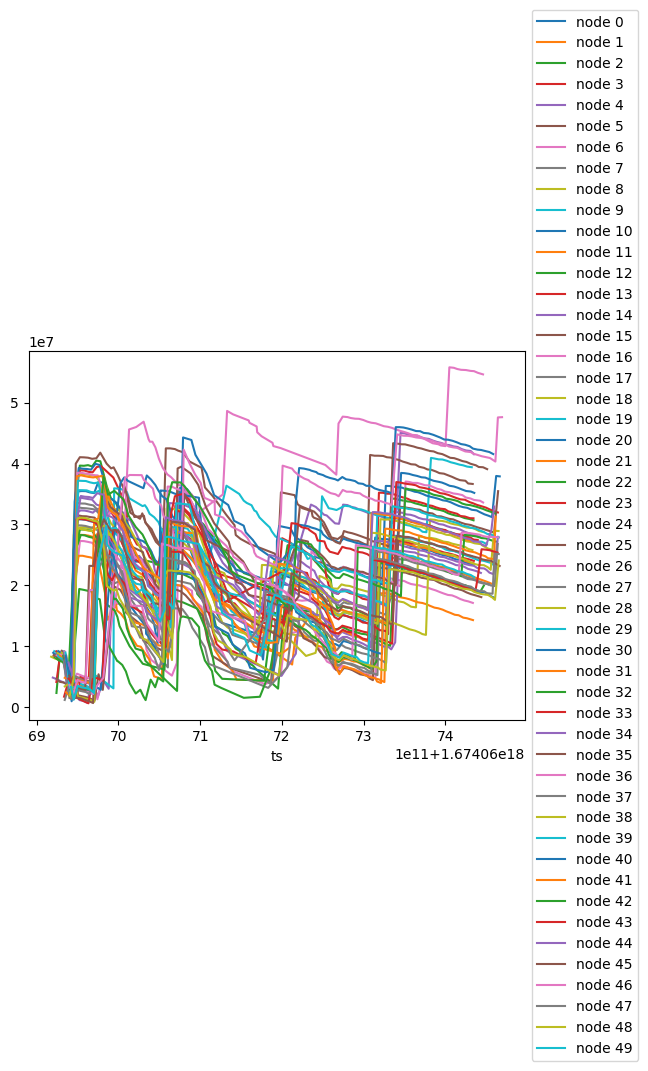 node 0
node 1
node 2
node 3
node 4
node 5
node 6
node 7
node 8
node 9
node 10
node 11
node 12
node 13
node 14
node 15
node 16
node 17
node 18
node 19
node 20
node 21
node 22
node 23
node 24
node 25
node 26
node 27
node 28
node 29
node 30
node 31
node 32
node 33
node 34
node 35
node 36
node 37
node 38
node 39
node 40
node 41
node 42
node 43
node 44
node 45
node 46
node 47
node 48
node 49
1e7
5
4
3
2
1
0
69 70 71 72 73 74
ts
1e11+1.67406e18